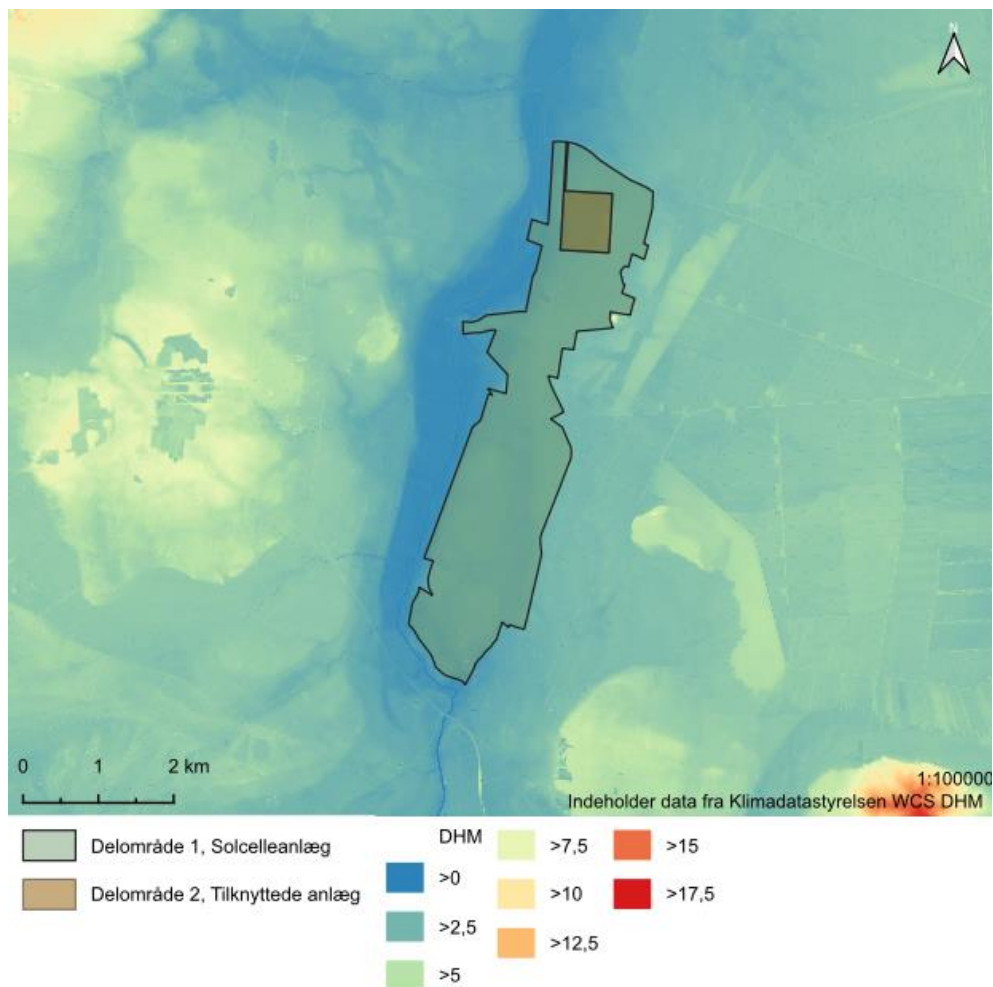 N
0 1 2 km
1:100000
Indeholder data fra Klimadatastyrelsen WCS DHM
Delområde 1, Solcelleanlæg
Delområde 2, Tilknyttede anlæg
DHM
>0
>2,5
>5
>7,5
>10
>12,5
>15
>17,5